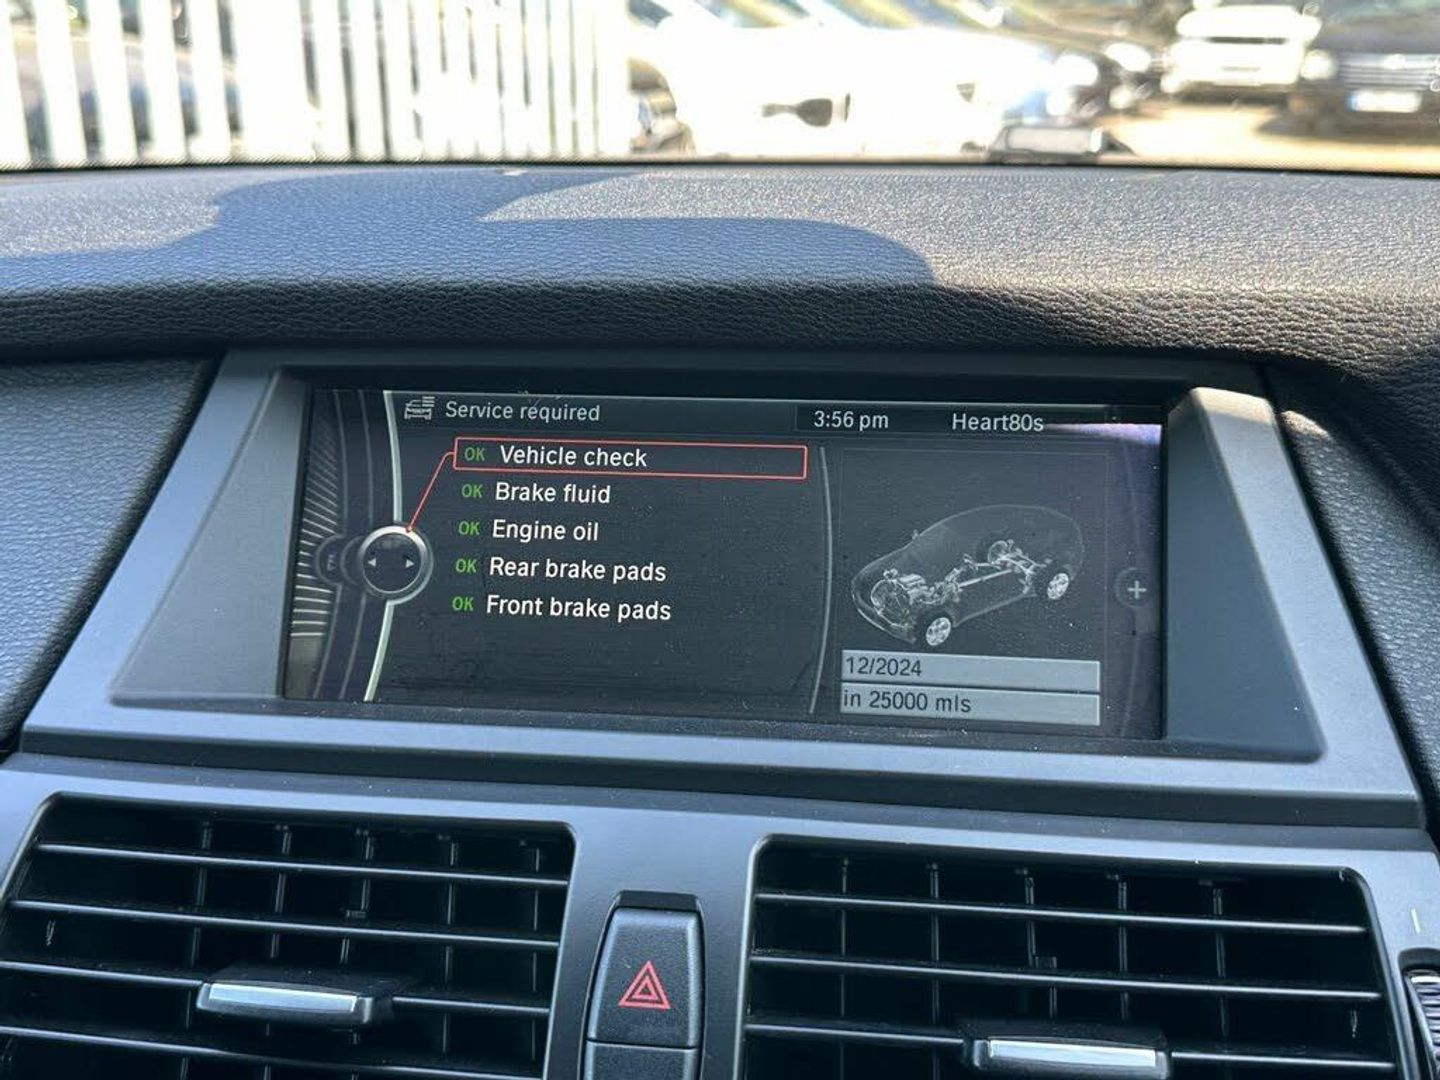 Service required 3:56 pm Heart80s
OK Vehicle check
OK Brake fluid
OK Engine oil
OK Rear brake pads
OK Front brake pads
12/2024
in 25000 mls